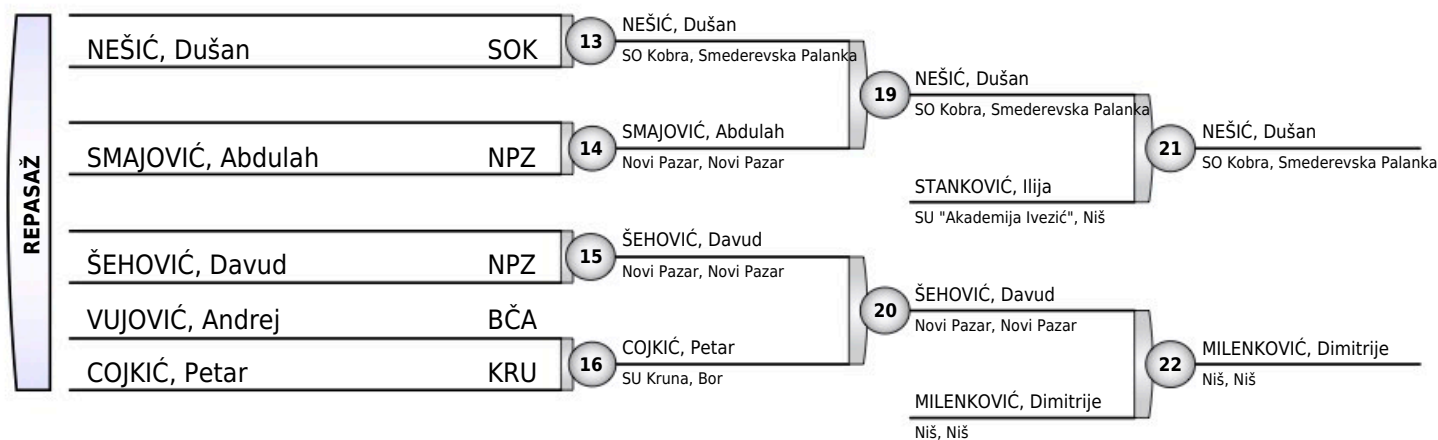 REPASAŽ
NEŠIĆ, Dušan SOK
SMAJOVIĆ, Abdulah NPZ
ŠEHOVIĆ, Davud NPZ
VUJOVIĆ, Andrej BČA
COJKIĆ, Petar KRU
13
NEŠIĆ, Dušan
SO Kobra, Smederevska Palanka
14
SMAJOVIĆ, Abdulah
Novi Pazar, Novi Pazar
15
ŠEHOVIĆ, Davud
Novi Pazar, Novi Pazar
16
COJKIĆ, Petar
SU Kruna, Bor
19
NEŠIĆ, Dušan
SO Kobra, Smederevska Palanka
STANKOVIĆ, Ilija
SU "Akademija Ivezić", Niš
20
ŠEHOVIĆ, Davud
Novi Pazar, Novi Pazar
MILENKOVIĆ, Dimitrije
Niš, Niš
21
NEŠIĆ, Dušan
SO Kobra, Smederevska Palanka
22
MILENKOVIĆ, Dimitrije
Niš, Niš